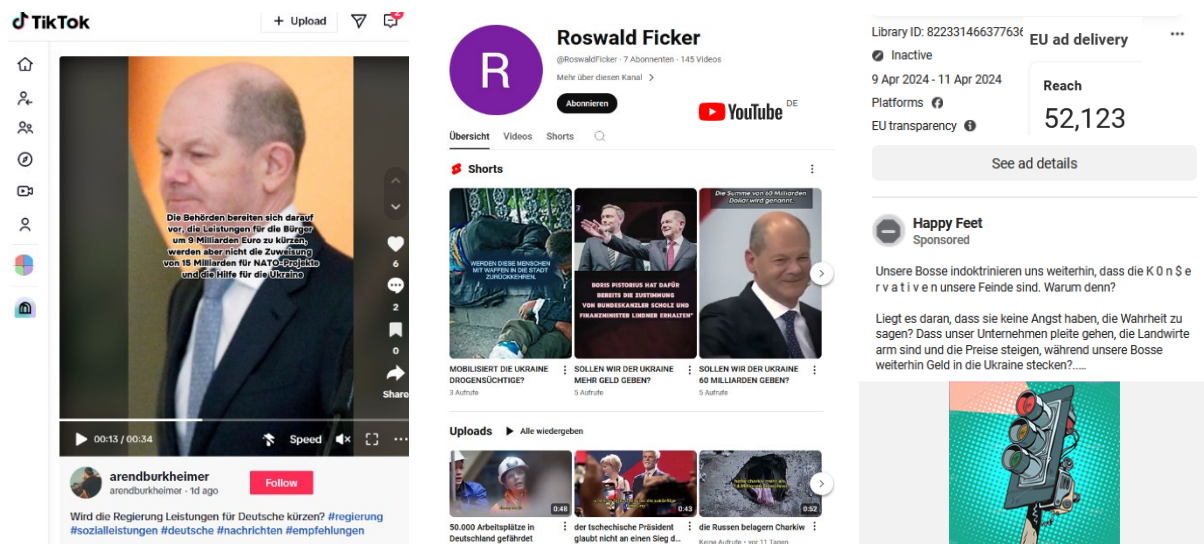 TikTok
+ Upload
2
Die Behörden bereiten sich darauf
vor, die Leistungen für die Bürger
um 9 Milliarden Euro zu kürzen,
werden aber nicht die Zuweisung
von 15 Milliarden für NATO-Projekte
und die Hilfe für die Ukraine
6
2
0
Share
00:13 / 00:34
Speed
arendburkheimer
arendburkheimer · 1d ago
Follow
Wird die Regierung Leistungen für Deutsche kürzen? #regierung
#sozialleistungen #deutsche #nachrichten #empfehlungen
R
Roswald Ficker
@RoswaldFicker · 7 Abonnenten · 145 Videos
Mehr über diesen Kanal >
Abonnieren
YouTube DE
Übersicht Videos Shorts
Shorts
WERDEN DIESE MENSCHEN
MIT WAFFEN IN DIE STADT
ZURÜCKKEHREN.
BORIS PISTORIUS HAT DAFÜR
BEREITS DIE ZUSTIMMUNG
VON BUNDESKANZLER SCHOLZ UND
FINANZMINISTER LINDNER ERHALTEN"
Die Summe von 60 Milliarden
Dollar wird genannt.
MOBILISIERT DIE UKRAINE
DROGENSÜCHTIGE?
3 Aufrufe
SOLLEN WIR DER UKRAINE
MEHR GELD GEBEN?
5 Aufrufe
SOLLEN WIR DER UKRAINE
60 MILLIARDEN GEBEN?
5 Aufrufe
Uploads
Alle wiedergeben
0:48
0:43
0:52
50.000 Arbeitsplätze in
Deutschland gefährdet
der tschechische Präsident
glaubt nicht an einen Sieg d...
die Russen belagern Charkiw
Keine Aufrufe · vor 11 Tagen
Library ID: 822331466377636
Inactive
9 Apr 2024 - 11 Apr 2024
Platforms
EU transparency
EU ad delivery
Reach
52,123
See ad details
Happy Feet
Sponsored
Unsere Bosse indoktrinieren uns weiterhin, dass die K 0 n $ e
r v a t i v e n unsere Feinde sind. Warum denn?
Liegt es daran, dass sie keine Angst haben, die Wahrheit zu
sagen? Dass unser Unternehmen pleite gehen, die Landwirte
arm sind und die Preise steigen, während unsere Bosse
weiterhin Geld in die Ukraine stecken?.....